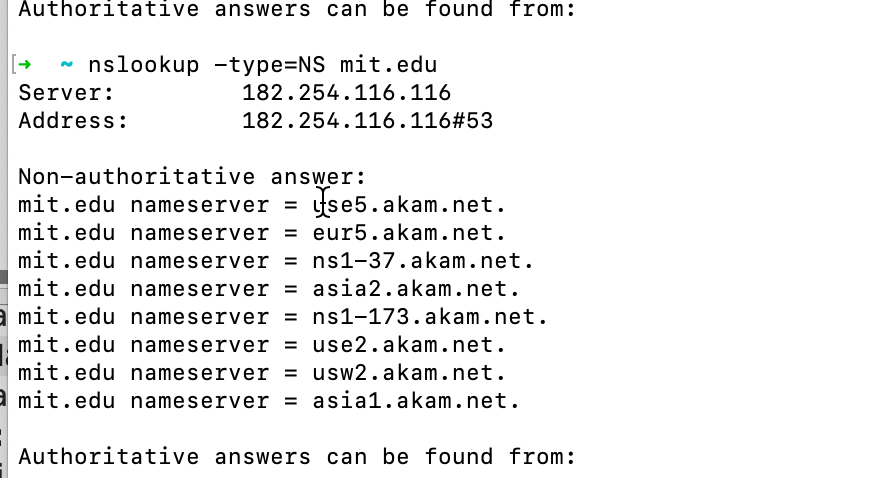 Authoritative answers can be found from:
➜ ~ nslookup -type=NS mit.edu
Server: 182.254.116.116
Address: 182.254.116.116#53
Non-authoritative answer:
mit.edu nameserver = use5.akam.net.
mit.edu nameserver = eur5.akam.net.
mit.edu nameserver = ns1-37.akam.net.
mit.edu nameserver = asia2.akam.net.
mit.edu nameserver = ns1-173.akam.net.
mit.edu nameserver = use2.akam.net.
mit.edu nameserver = usw2.akam.net.
mit.edu nameserver = asia1.akam.net.
Authoritative answers can be found from: